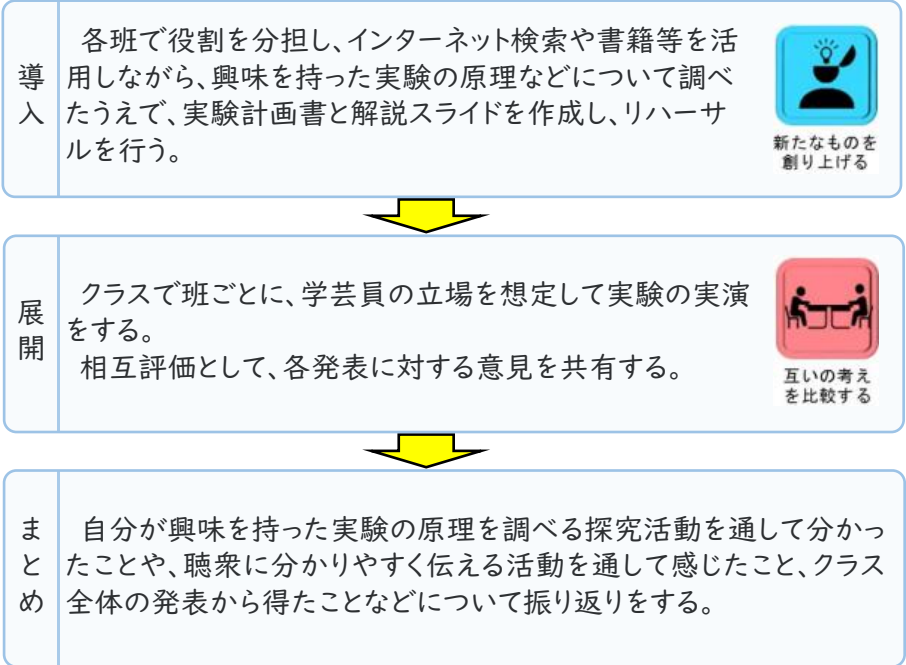 導入
各班で役割を分担し、インターネット検索や書籍等を活
用しながら、興味を持った実験の原理などについて調べ
たうえで、実験計画書と解説スライドを作成し、リハーサ
ルを行う。
新たなものを
創り上げる
展開
クラスで班ごとに、学芸員の立場を想定して実験の実演
をする。
相互評価として、各発表に対する意見を共有する。
互いの考え
を比較する
まとめ
自分が興味を持った実験の原理を調べる探究活動を通して分かっ
たことや、聴衆に分かりやすく伝える活動を通して感じたこと、クラス
全体の発表から得たことなどについて振り返りをする。